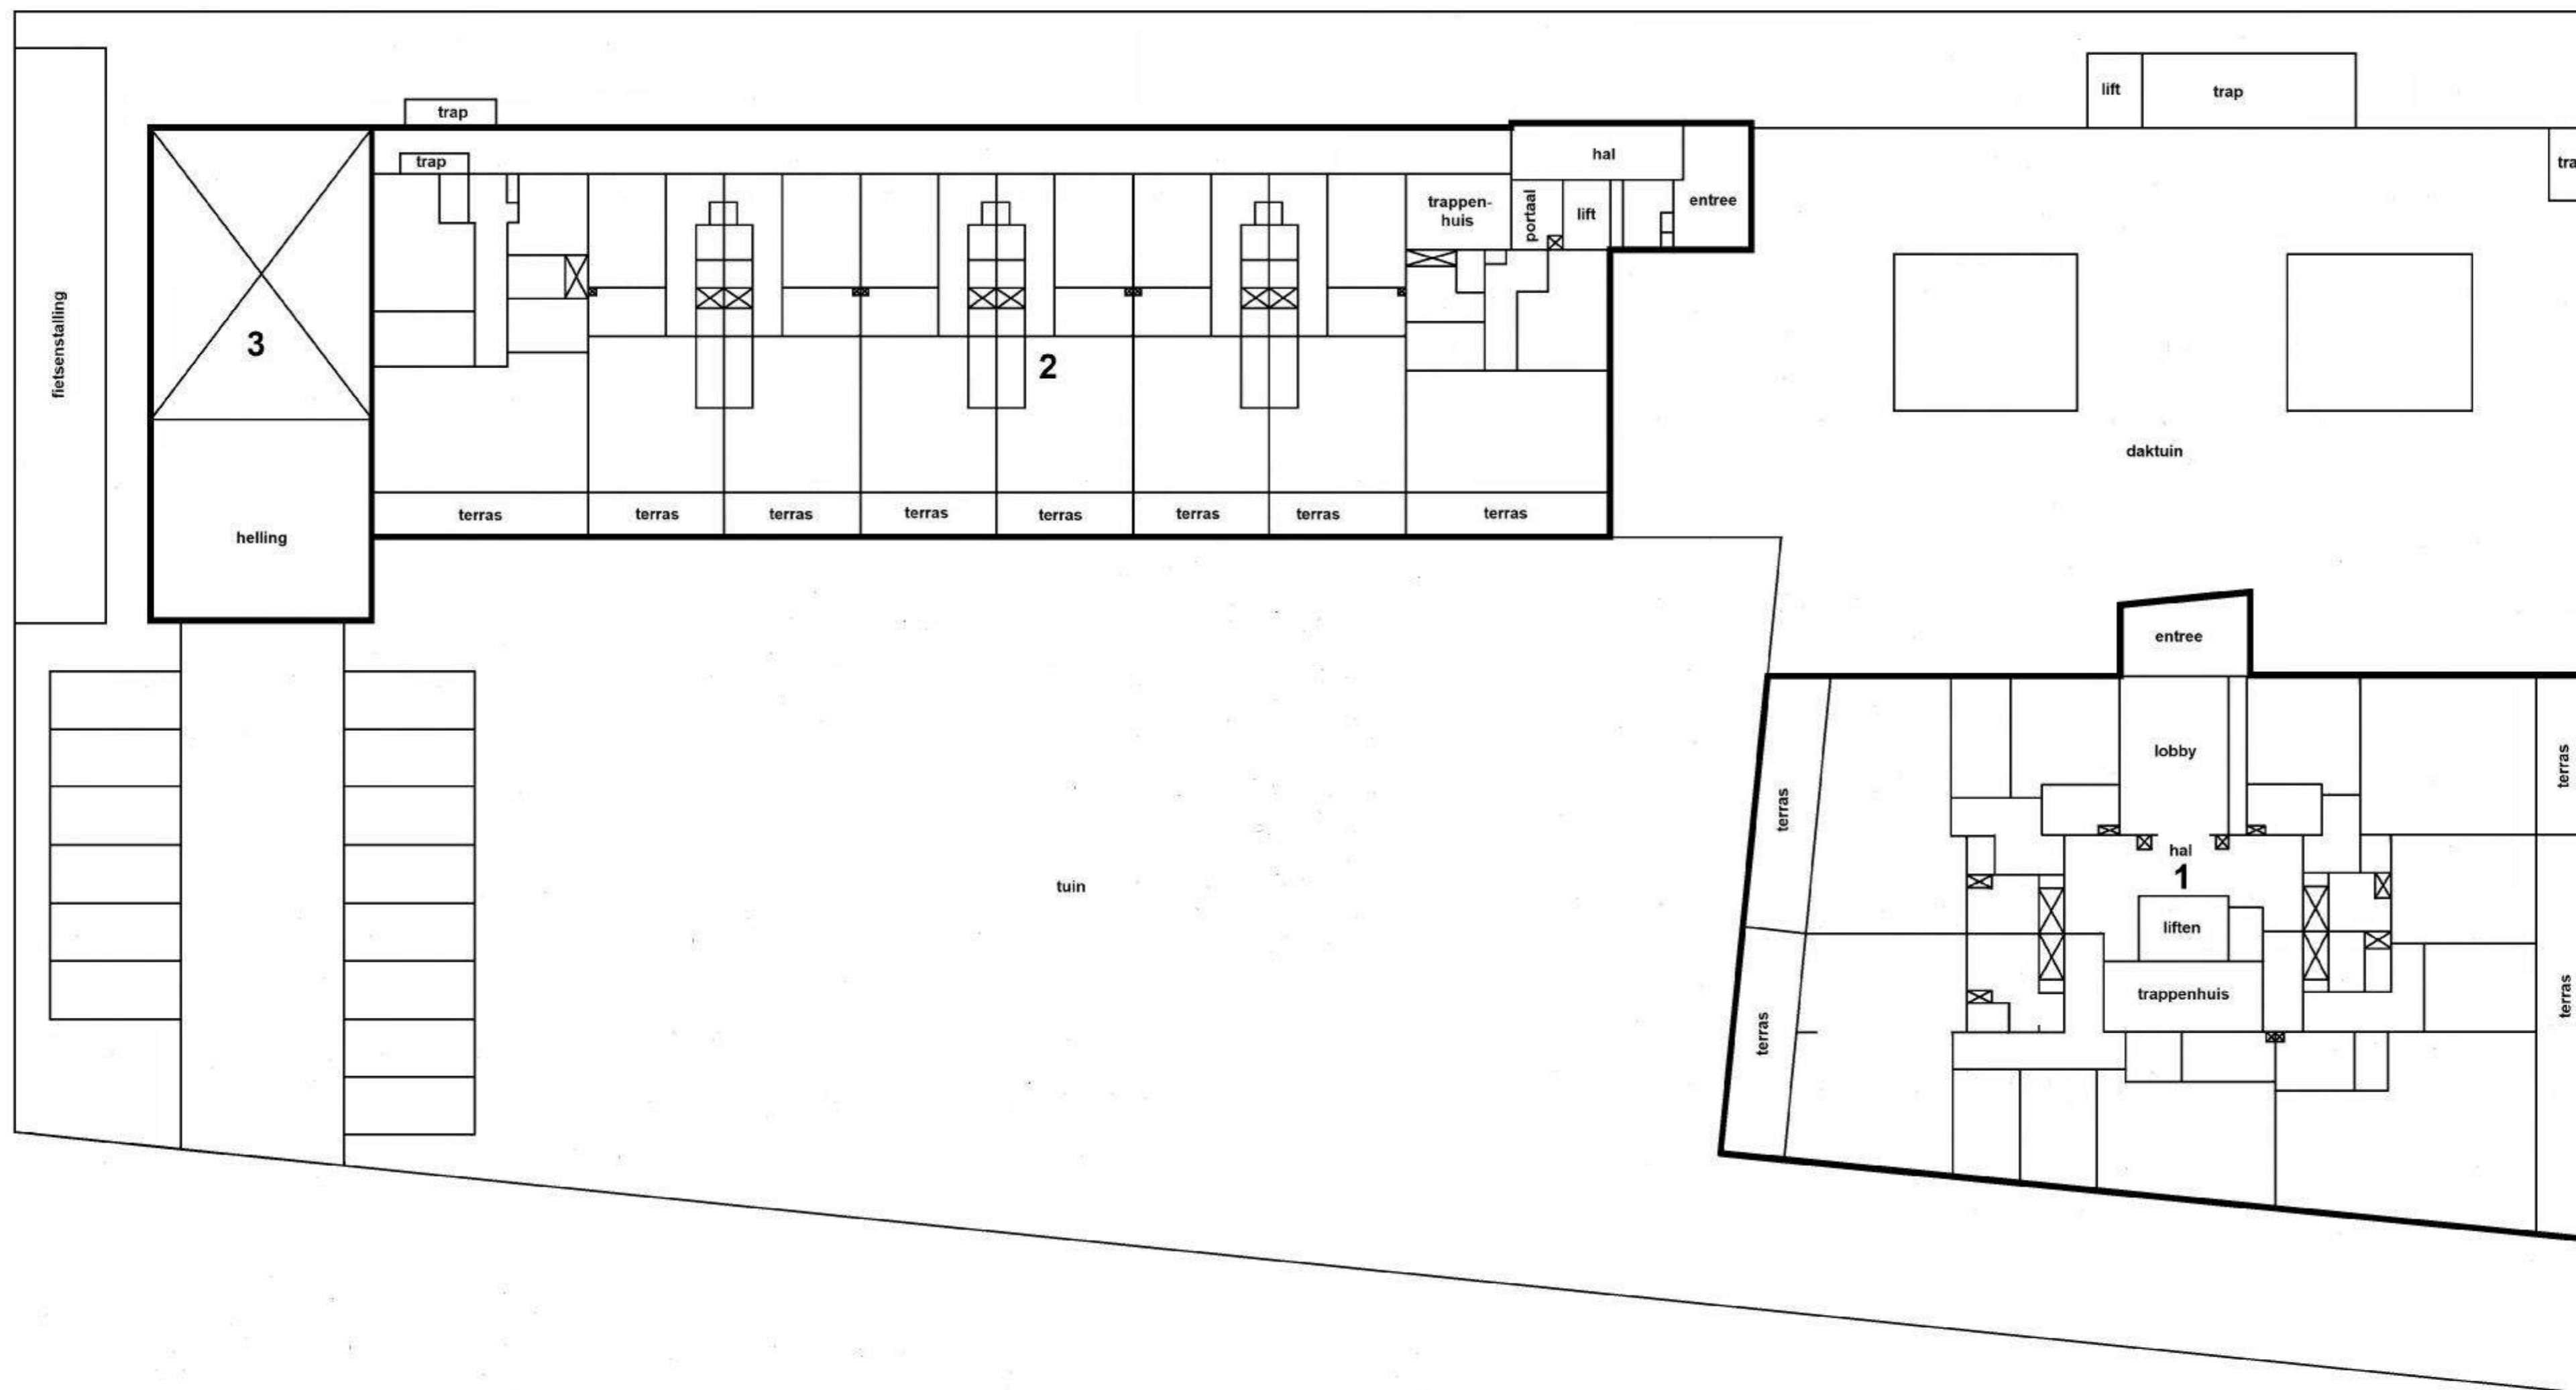 lift
trap
trap
trap
tra
hal
trappen-
huis
portaal
lift
entree
fietsenstalling
3
2
daktuin
helling
terras
terras
terras
terras
terras
terras
terras
terras
entree
lobby
terras
terras
hal
1
tuin
liften
trappenhuis
terras
terras